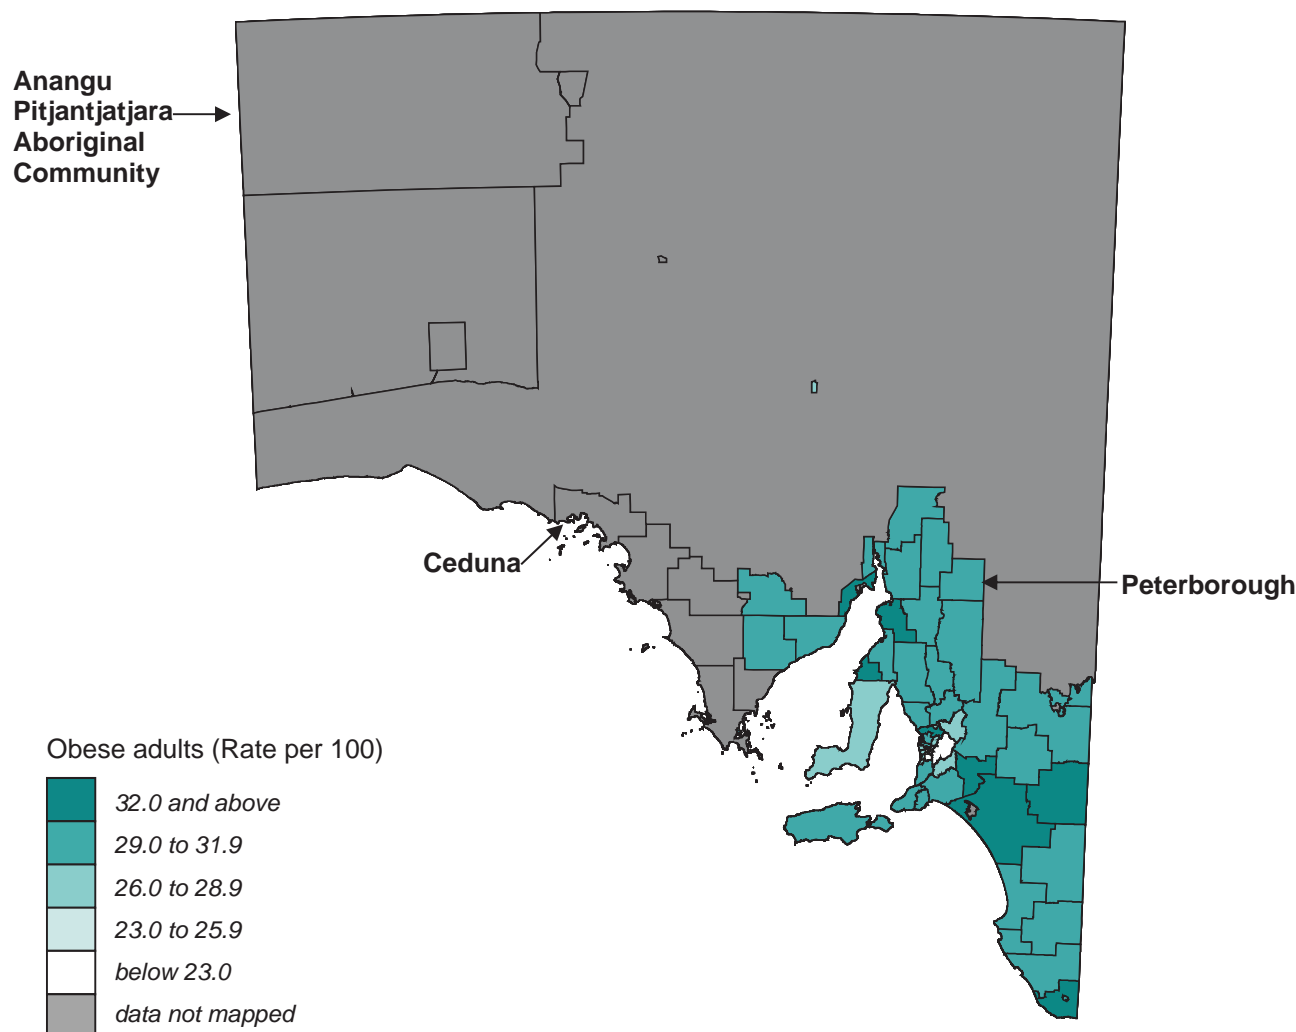 Anangu
Pitjantjatjara
Aboriginal
Community
Ceduna
Peterborough
Obese adults (Rate per 100)
32.0 and above
29.0 to 31.9
26.0 to 28.9
23.0 to 25.9
below 23.0
data not mapped